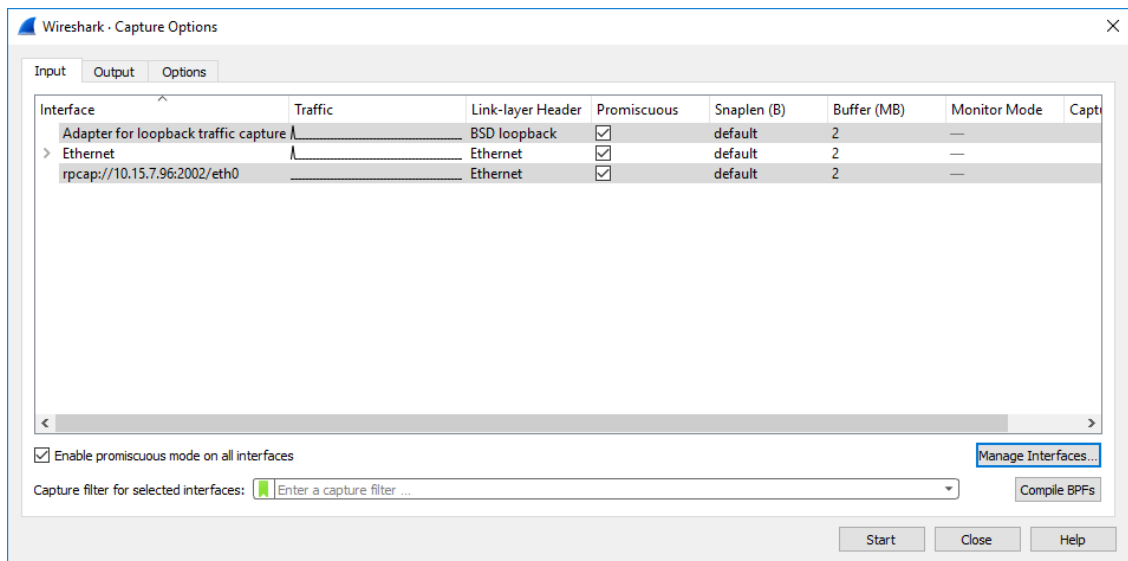 Wireshark · Capture Options
Input Output Options
Interface Traffic Link-layer Header Promiscuous Snaplen (B) Buffer (MB) Monitor Mode Captı
Adapter for loopback traffic capture BSD loopback default 2 —
Ethernet Ethernet default 2 —
rpcap://10.15.7.96:2002/eth0 Ethernet default 2 —
Enable promiscuous mode on all interfaces Manage Interfaces...
Capture filter for selected interfaces: Enter a capture filter ... Compile BPFs
Start Close Help